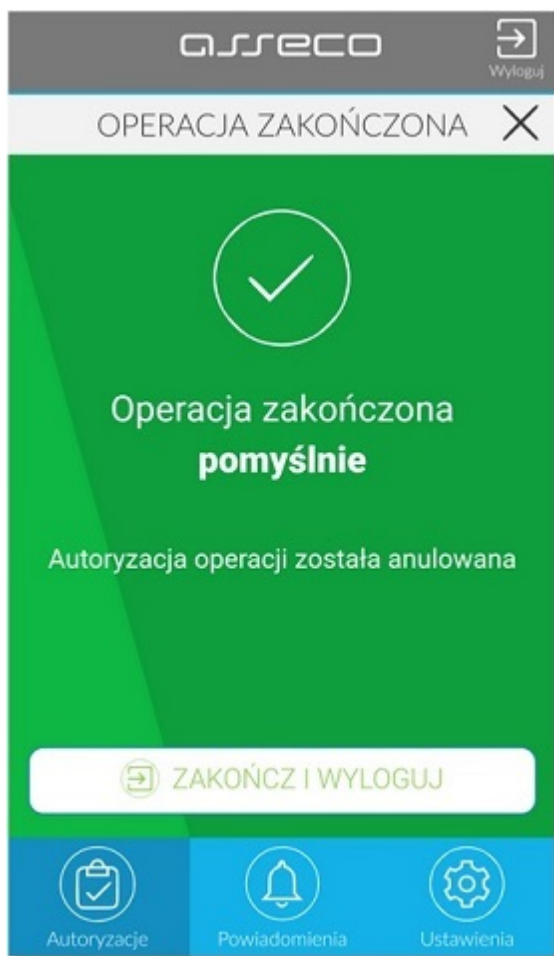 asseco
Wyloguj
OPERACJA ZAKOŃCZONA
Operacja zakończona
pomyślnie
Autoryzacja operacji została anulowana
ZAKOŃCZ I WYLOGUJ
Autoryzacje Powiadomienia Ustawienia